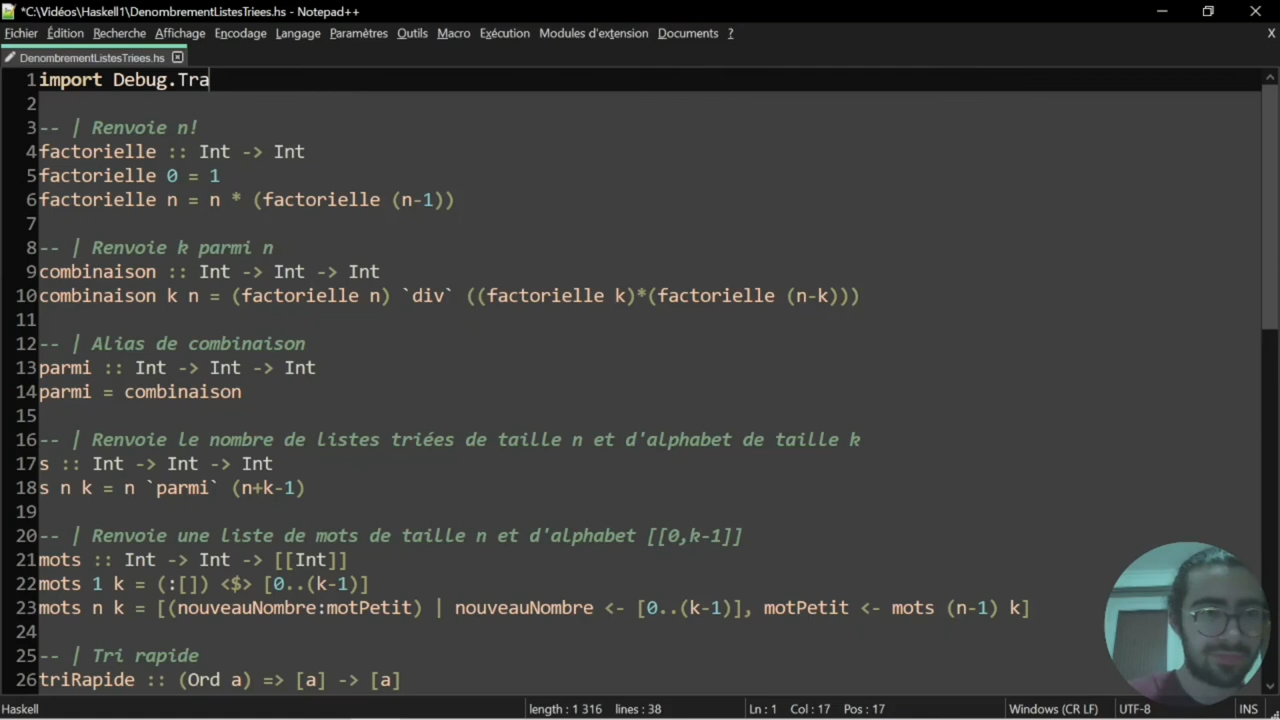 *C:\Vidéos\Haskell1\DenombrementListesTriees.hs - Notepad++
Fichier Édition Recherche Affichage Encodage Langage Paramètres Outils Macro Exécution Modules d'extension Documents ? X
DenombrementListesTriees.hs
1 import Debug.Tra
2
3 -- | Renvoie n!
4 factorielle :: Int -> Int
5 factorielle 0 = 1
6 factorielle n = n * (factorielle (n-1))
7
8 -- | Renvoie k parmi n
9 combinaison :: Int -> Int -> Int
10 combinaison k n = (factorielle n) `div` ((factorielle k)*(factorielle (n-k)))
11
12 -- | Alias de combinaison
13 parmi :: Int -> Int -> Int
14 parmi = combinaison
15
16 -- | Renvoie le nombre de listes triées de taille n et d'alphabet de taille k
17 s :: Int -> Int -> Int
18 s n k = n `parmi` (n+k-1)
19
20 -- | Renvoie une liste de mots de taille n et d'alphabet [[0,k-1]]
21 mots :: Int -> Int -> [[Int]]
22 mots 1 k = (:[]) <$> [0..(k-1)]
23 mots n k = [(nouveauNombre:motPetit) | nouveauNombre <- [0..(k-1)], motPetit <- mots (n-1) k]
24
25 -- | Tri rapide
26 triRapide :: (Ord a) => [a] -> [a]
Haskell length : 1 316 lines : 38 Ln : 1 Col : 17 Pos : 17 Windows (CR LF) UTF-8 INS